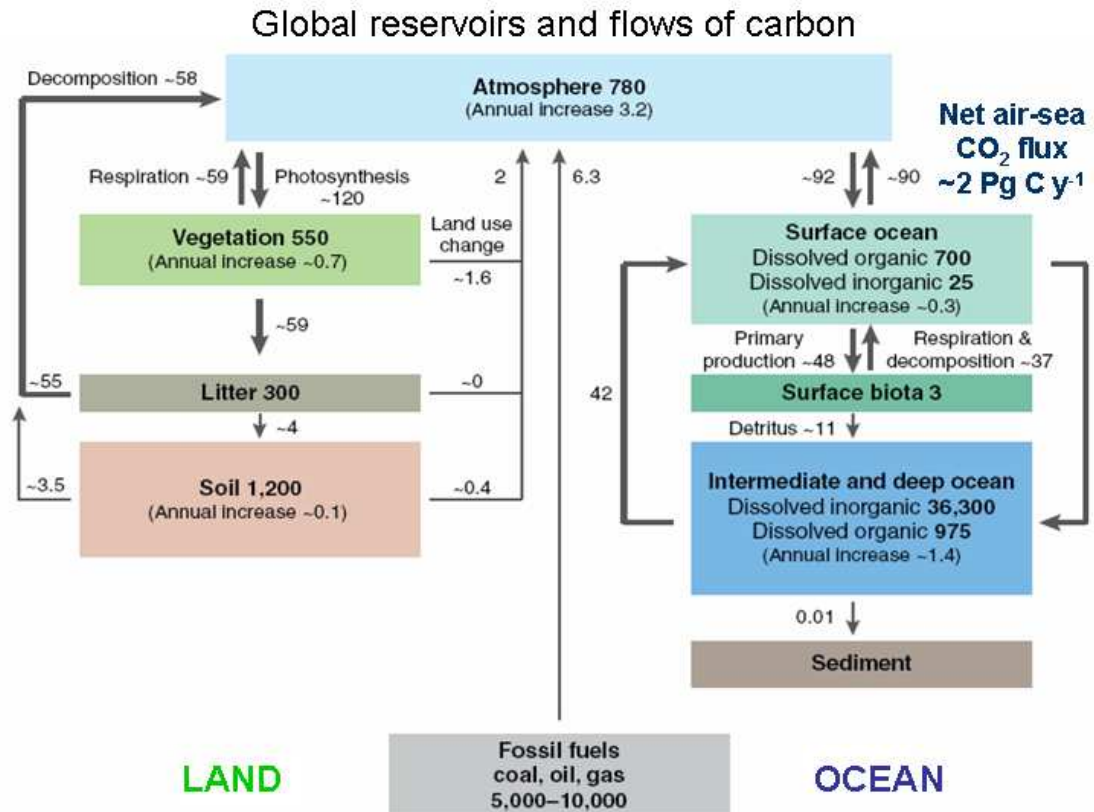 Global reservoirs and flows of carbon
Decomposition ~58
Atmosphere 780
(Annual increase 3.2)
Net air-sea
CO₂ flux
~2 Pg C y⁻¹
Respiration ~59
Photosynthesis
~120
2
6.3
~92
~90
Vegetation 550
(Annual increase ~0.7)
Land use
change
~1.6
Surface ocean
Dissolved organic 700
Dissolved inorganic 25
(Annual increase ~0.3)
~59
Primary
production ~48
Respiration &
decomposition ~37
~55
Litter 300
~0
42
Surface biota 3
~4
Detritus ~11
~3.5
Soil 1,200
(Annual increase ~0.1)
~0.4
Intermediate and deep ocean
Dissolved inorganic 36,300
Dissolved organic 975
(Annual increase ~1.4)
0.01
Sediment
LAND
Fossil fuels
coal, oil, gas
5,000–10,000
OCEAN